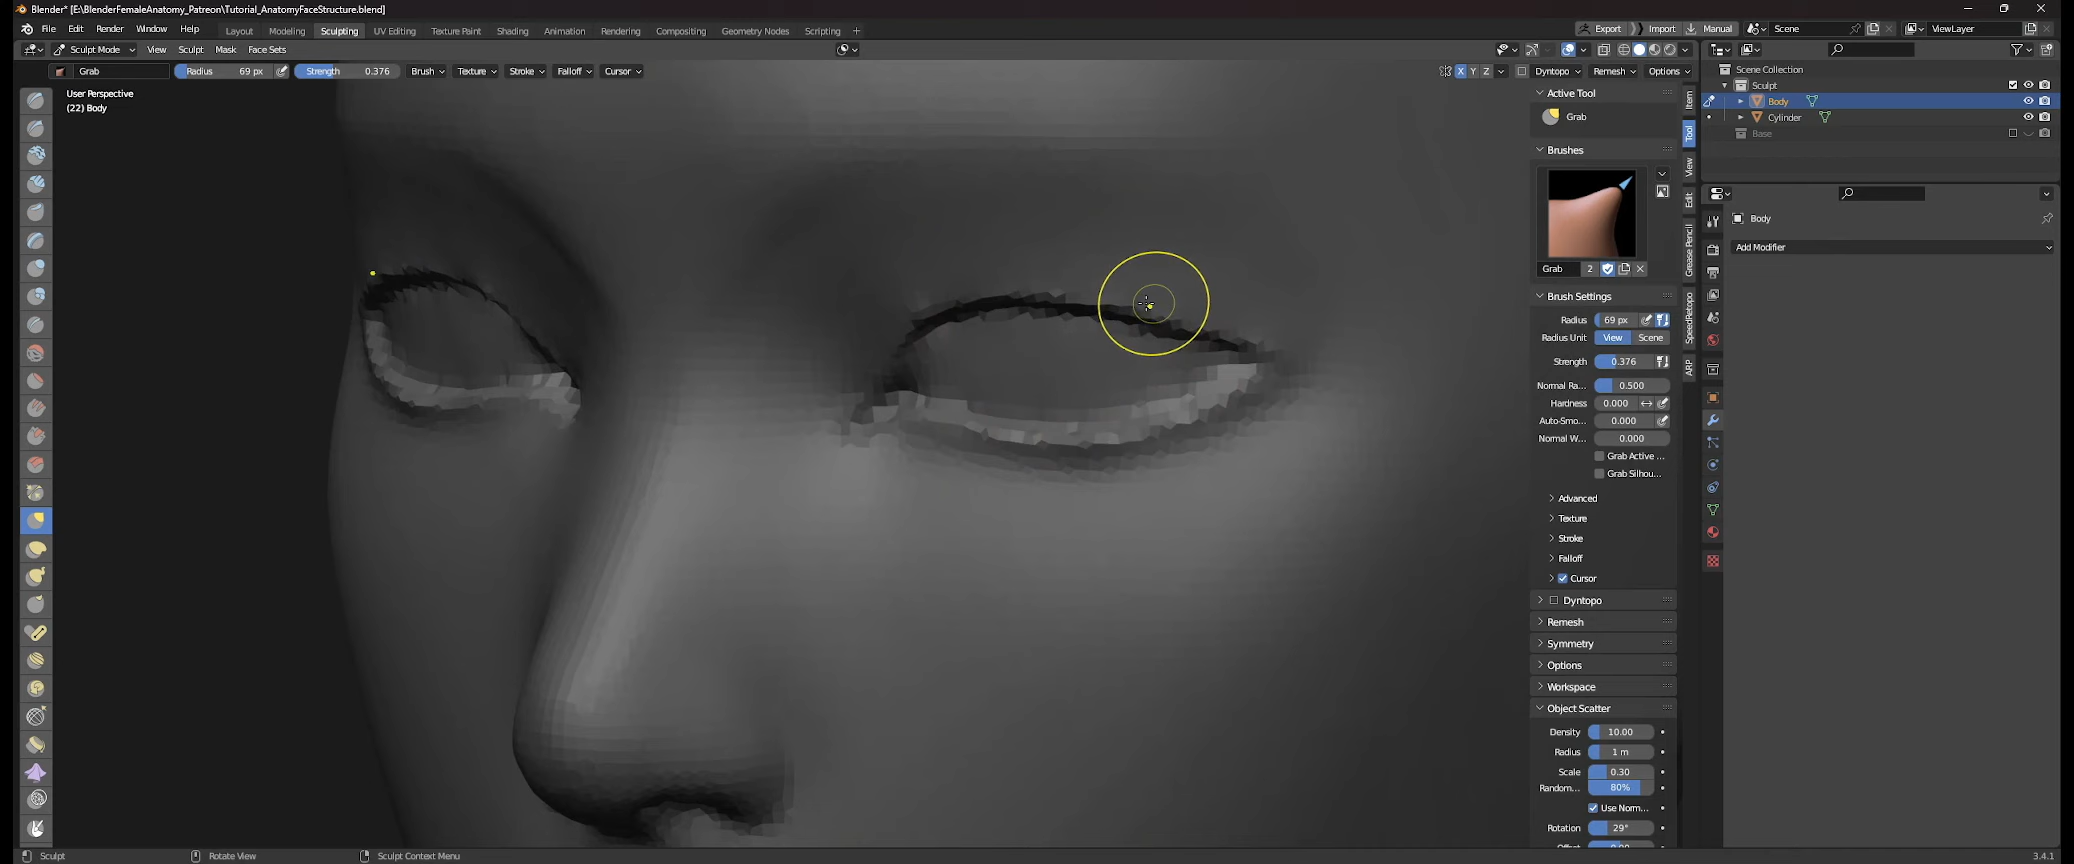 Blender* [E:\BlenderFemaleAnatomy_Patreon\Tutorial_AnatomyFaceStructure.blend]
File Edit Render Window Help Layout Modeling Sculpting UV Editing Texture Paint Shading Animation Rendering Compositing Geometry Nodes Scripting + Export Import Manual Scene ViewLayer
Sculpt Mode View Sculpt Mask Face Sets
Grab Radius 69 px Strength 0.376 Brush Texture Stroke Falloff Cursor X Y Z Dyntopo Remesh Options
User Perspective
(22) Body
Active Tool
Grab
Brushes
Grab 2
Brush Settings
Radius 69 px
Radius Unit View Scene
Strength 0.376
Normal Ra... 0.500
Hardness 0.000
Auto-Smo... 0.000
Normal W... 0.000
Grab Active ...
Grab Silhou...
Advanced
Texture
Stroke
Falloff
Cursor
Dyntopo
Remesh
Symmetry
Options
Workspace
Object Scatter
Density 10.00
Radius 1 m
Scale 0.30
Random... 80%
Use Norm...
Rotation 29°
Item
Tool
View
Edit
Grease Pencil
SpeedRetopo
ARP
Scene Collection
Sculpt
Body
Cylinder
Base
Body
Add Modifier
Sculpt Rotate View Sculpt Context Menu 3.4.1